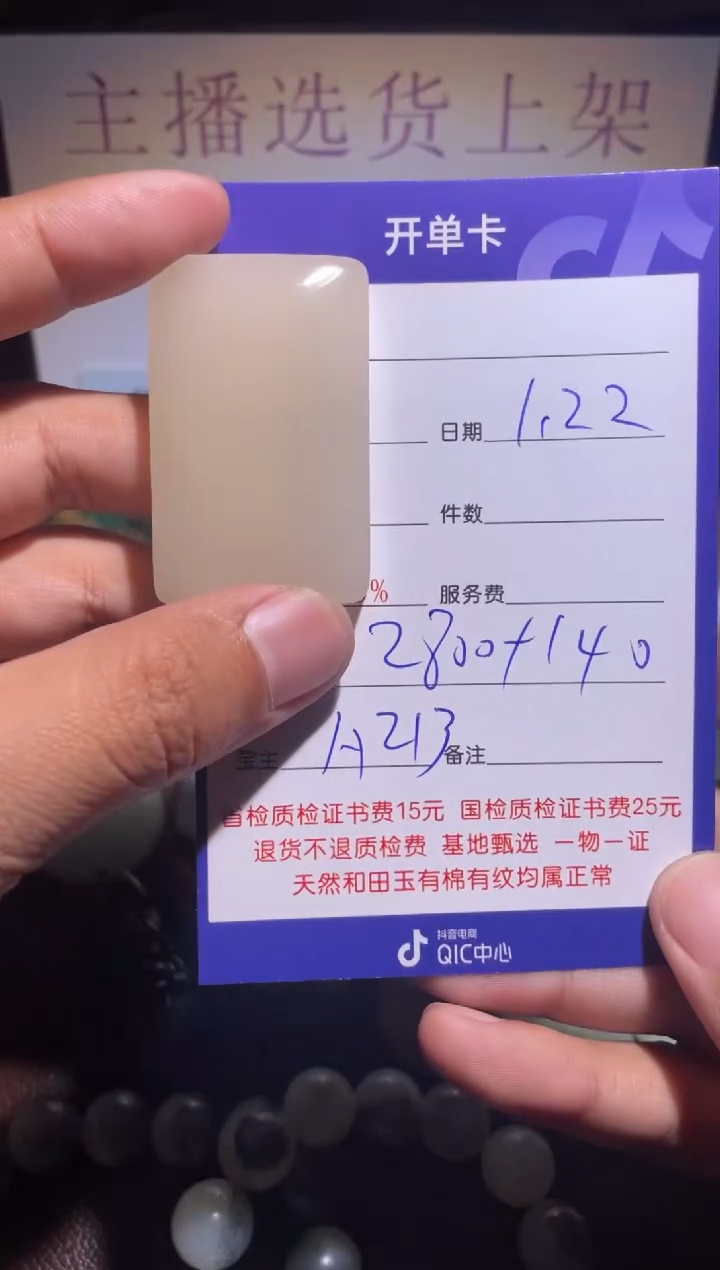 主播选货上架
开单卡
日期 1.22
件数
% 服务费
2800+140
宝主 A213 备注
省检质检证书费15元 国检质检证书费25元
退货不退质检费 基地甄选 一物一证
天然和田玉有棉有纹均属正常
抖音电商
QIC中心